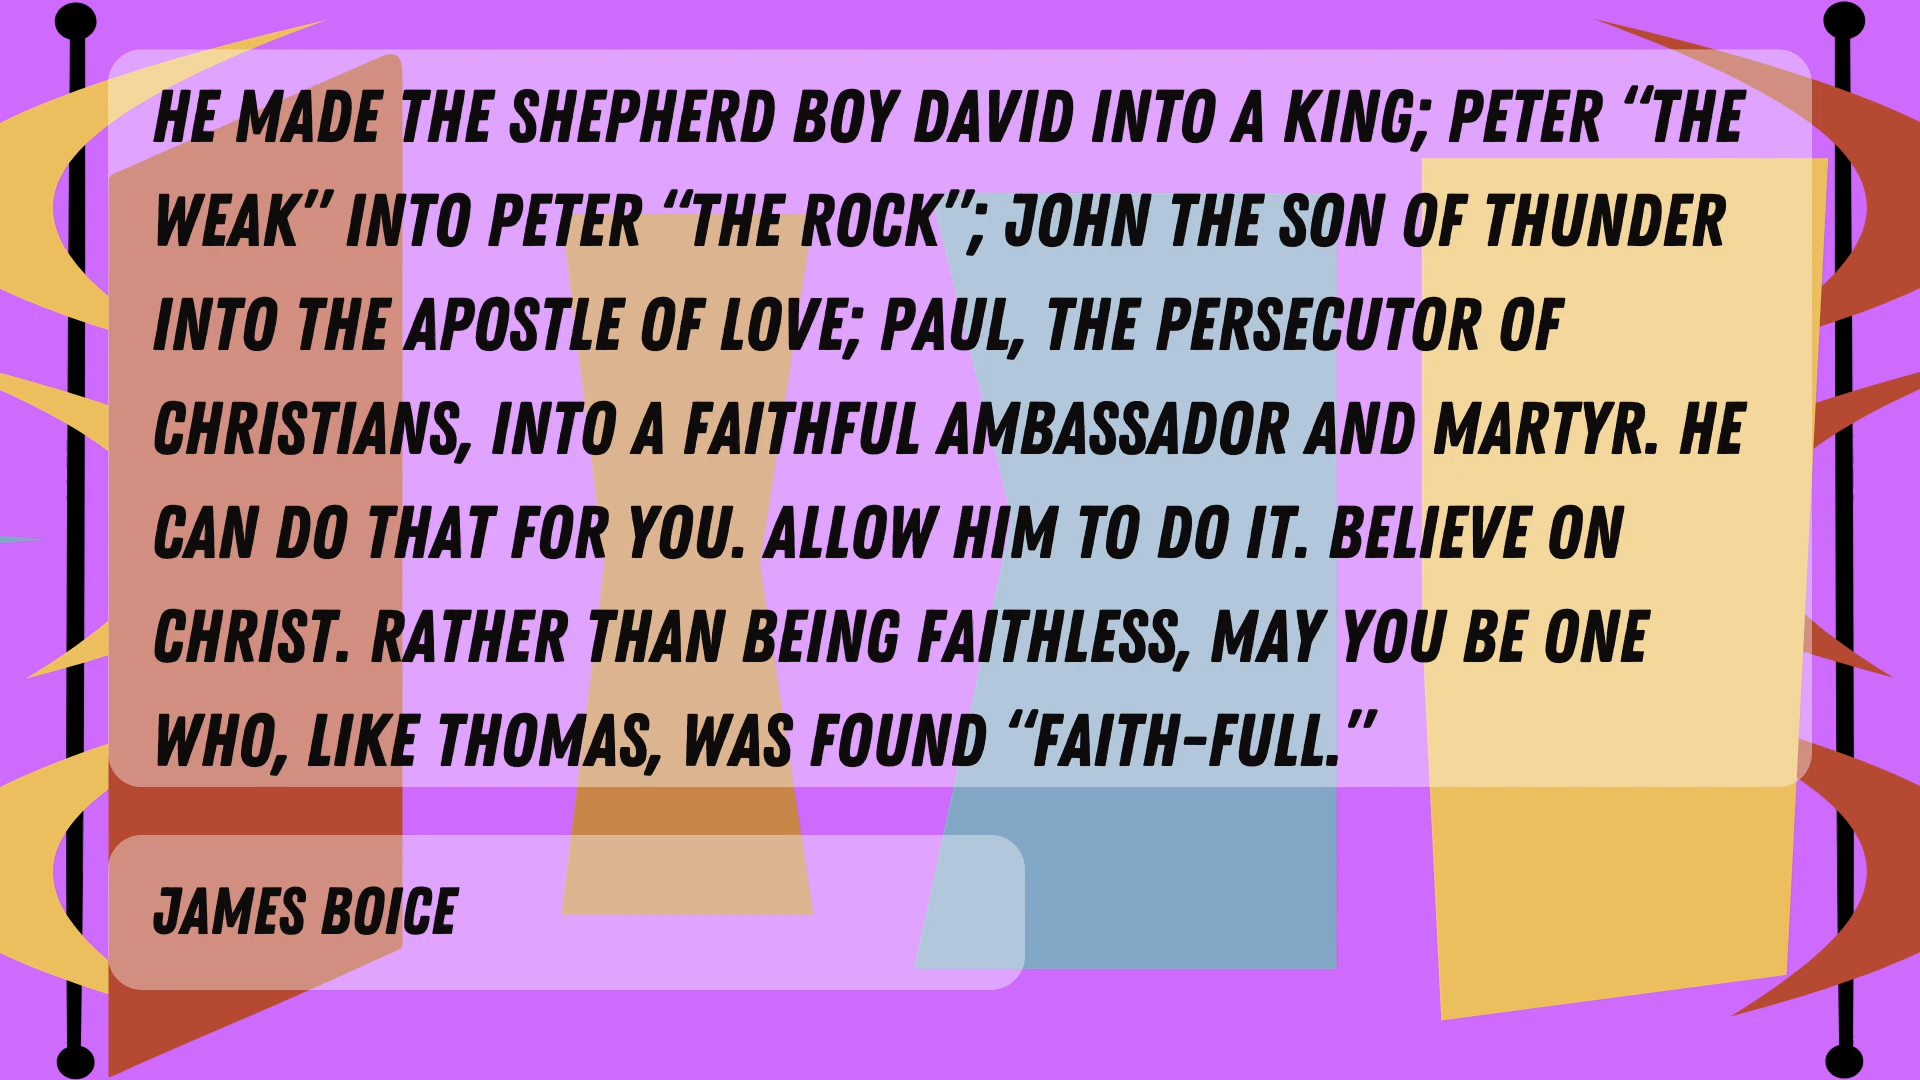 HE MADE THE SHEPHERD BOY DAVID INTO A KING; PETER “THE
WEAK” INTO PETER “THE ROCK”; JOHN THE SON OF THUNDER
INTO THE APOSTLE OF LOVE; PAUL, THE PERSECUTOR OF
CHRISTIANS, INTO A FAITHFUL AMBASSADOR AND MARTYR. HE
CAN DO THAT FOR YOU. ALLOW HIM TO DO IT. BELIEVE ON
CHRIST. RATHER THAN BEING FAITHLESS, MAY YOU BE ONE
WHO, LIKE THOMAS, WAS FOUND “FAITH-FULL.”
JAMES BOICE